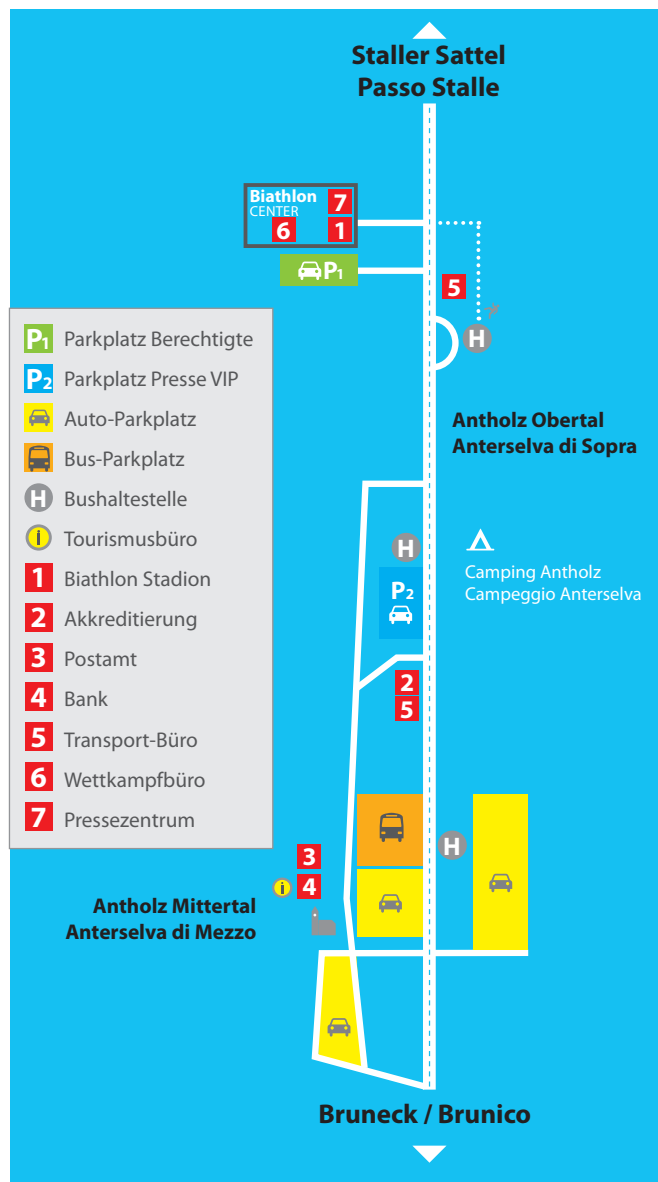 Staller Sattel
Passo Stalle
Biathlon
CENTER
7
6
1
P1
5
H
P1 Parkplatz Berechtigte
P2 Parkplatz Presse VIP
Auto-Parkplatz
Bus-Parkplatz
H Bushaltestelle
i Tourismusbüro
1 Biathlon Stadion
2 Akkreditierung
3 Postamt
4 Bank
5 Transport-Büro
6 Wettkampfbüro
7 Pressezentrum
Antholz Obertal
Anterselva di Sopra
H
P2
Camping Antholz
Campeggio Anterselva
2
5
H
3
i 4
Antholz Mittertal
Anterselva di Mezzo
Bruneck / Brunico